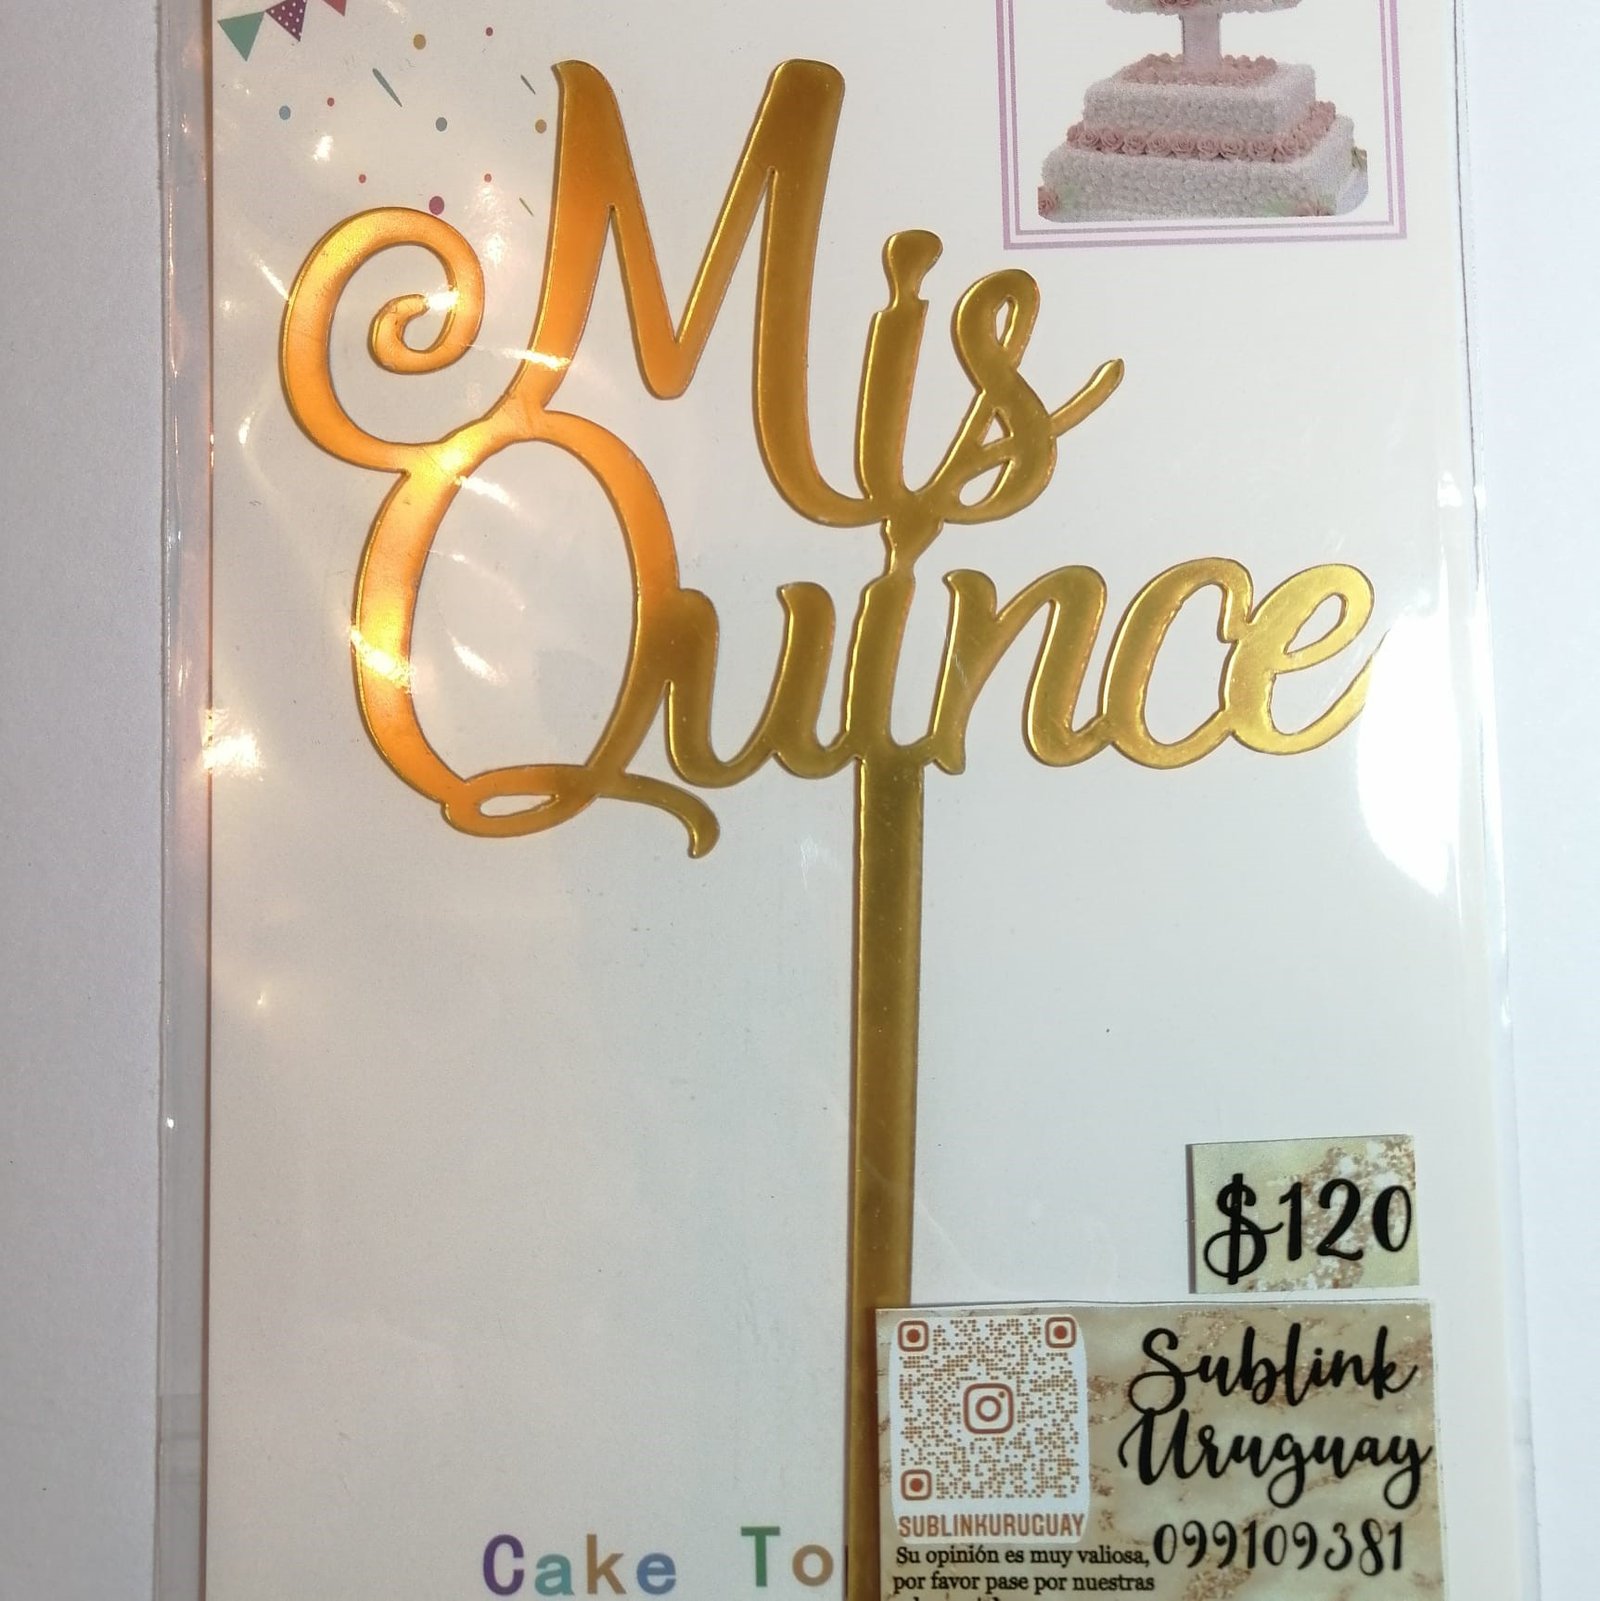 Mis
Quince
$120
Sublink
Uruguay
SUBLINKURUGUAY
099109381
Su opinión es muy valiosa,
por favor pase por nuestras
Cake To